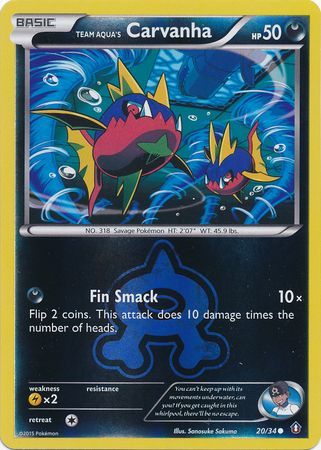 BASIC
TEAM AQUA'S Carvanha HP50
NO. 318 Savage Pokémon HT: 2'07" WT: 45.9 lbs.
Fin Smack 10×
Flip 2 coins. This attack does 10 damage times
the number of heads.
weakness resistance
×2
retreat
You can't keep up with its
movements underwater, can
you? If you get caught in this
whirlpool, there'll be no escape.
©2015 Pokémon
Illus. Sanosuke Sakuma
20/34